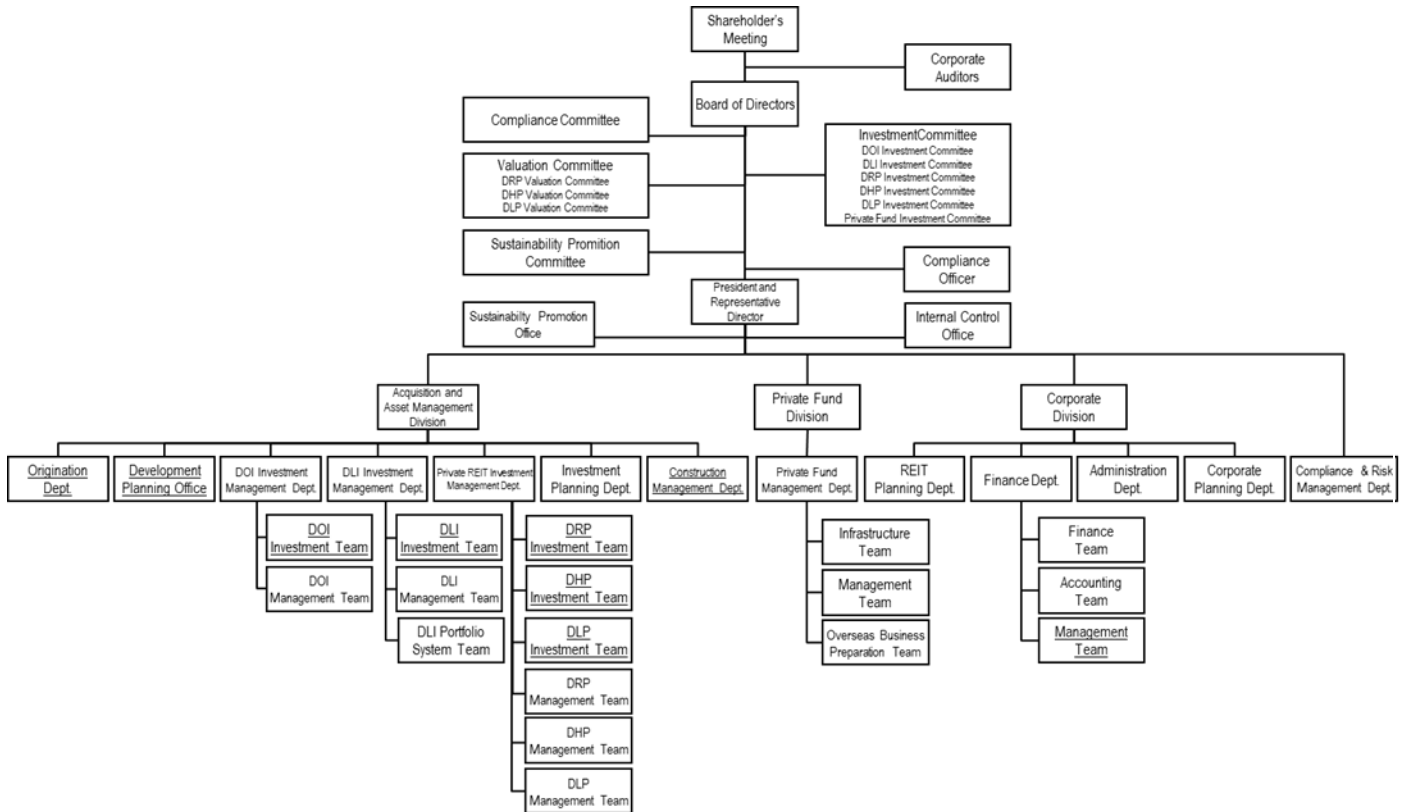 Shareholder's
Meeting
Corporate
Auditors
Board of Directors
Compliance Committee
InvestmentCommittee
DOI Investment Committee
DLI Investment Committee
DRP Investment Committee
DHP Investment Committee
DLP Investment Committee
Private Fund Investment Committee
Valuation Committee
DRP Valuation Committee
DHP Valuation Committee
DLP Valuation Committee
Sustainability Promition
Committee
Compliance
Officer
President and
Representative
Director
Sustainabilty Promotion
Office
Internal Control
Office
Acquisition and
Asset Management
Division
Private Fund
Division
Corporate
Division
Origination
Dept.
Development
Planning Office
DOI Investment
Management Dept.
DLI Investment
Management Dept.
Private REIT Investment
Management Dept.
Investment
Planning Dept.
Construction
Management Dept.
Private Fund
Management Dept.
REIT
Planning Dept.
Finance Dept.
Administration
Dept.
Corporate
Planning Dept.
Compliance & Risk
Management Dept.
DOI
Investment Team
DOI
Management Team
DLI
Investment Team
DLI
Management Team
DLI Portfolio
System Team
DRP
Investment Team
DHP
Investment Team
DLP
Investment Team
DRP
Management Team
DHP
Management Team
DLP
Management Team
Infrastructure
Team
Management
Team
Overseas Business
Preparation Team
Finance
Team
Accounting
Team
Management
Team